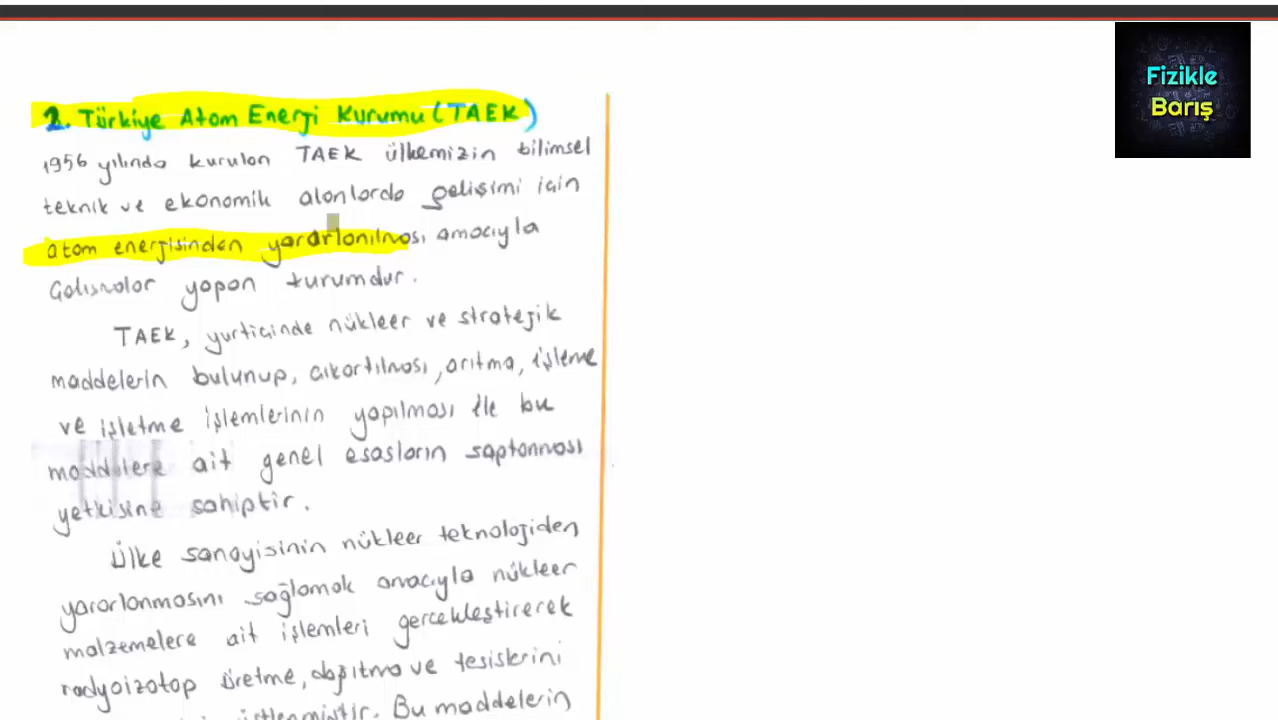 2. Türkiye Atom Enerji Kurumu (TAEK)
1956 yılında kurulan TAEK ülkemizin bilimsel
teknik ve ekonomik alanlarda gelişimi için
atom energisinden yararlanılması amacıyla
çalışmalar yapan kurumdur.
TAEK, yurtiçinde nükleer ve stratejik
maddelerin bulunup, çıkartılması, arıtma, işleme
ve işletme işlemlerinin yapılması ile bu
maddelere ait genel esasların saptanması
yetkisine sahiptir.
Ülke sanayisinin nükleer teknolojiden
yararlanmasını sağlamak amacıyla nükleer
malzemelere ait işlemleri gerçekleştirerek
radyoizotop üretme, dağıtma ve tesislerini
Bu maddelerin
Fizikle
Barış